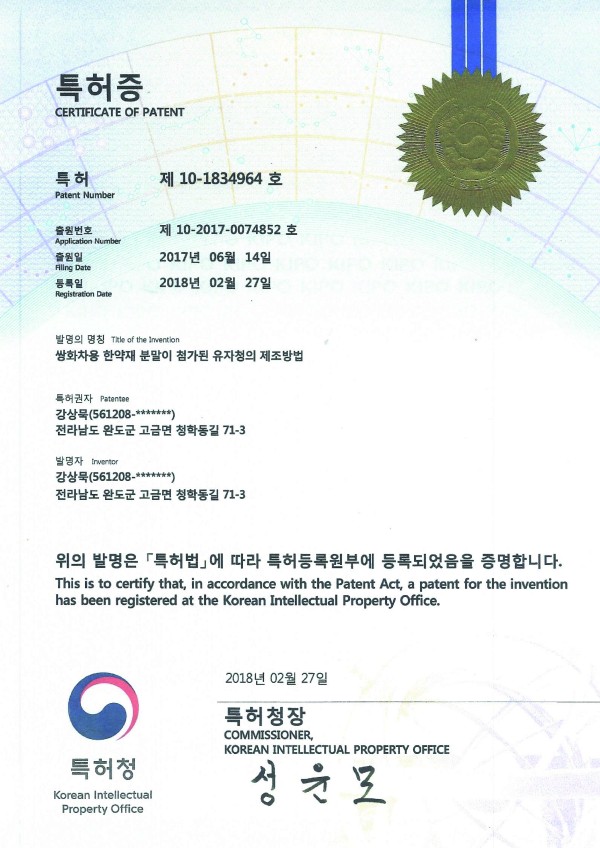 특허증
CERTIFICATE OF PATENT
특허 제 10-1834964 호
Patent Number
출원번호 제 10-2017-0074852 호
Application Number
출원일 2017년 06월 14일
Filing Date
등록일 2018년 02월 27일
Registration Date
발명의 명칭 Title of the Invention
쌍화차용 한약재 분말이 첨가된 유자청의 제조방법
특허권자 Patentee
강상묵(561208-*******)
전라남도 완도군 고금면 청학동길 71-3
발명자 Inventor
강상묵(561208-*******)
전라남도 완도군 고금면 청학동길 71-3
위의 발명은 「특허법」에 따라 특허등록원부에 등록되었음을 증명합니다.
This is to certify that, in accordance with the Patent Act, a patent for the invention
has been registered at the Korean Intellectual Property Office.
2018년 02월 27일
특허청장
COMMISSIONER,
KOREAN INTELLECTUAL PROPERTY OFFICE
성윤모
특허청
Korean Intellectual
Property Office